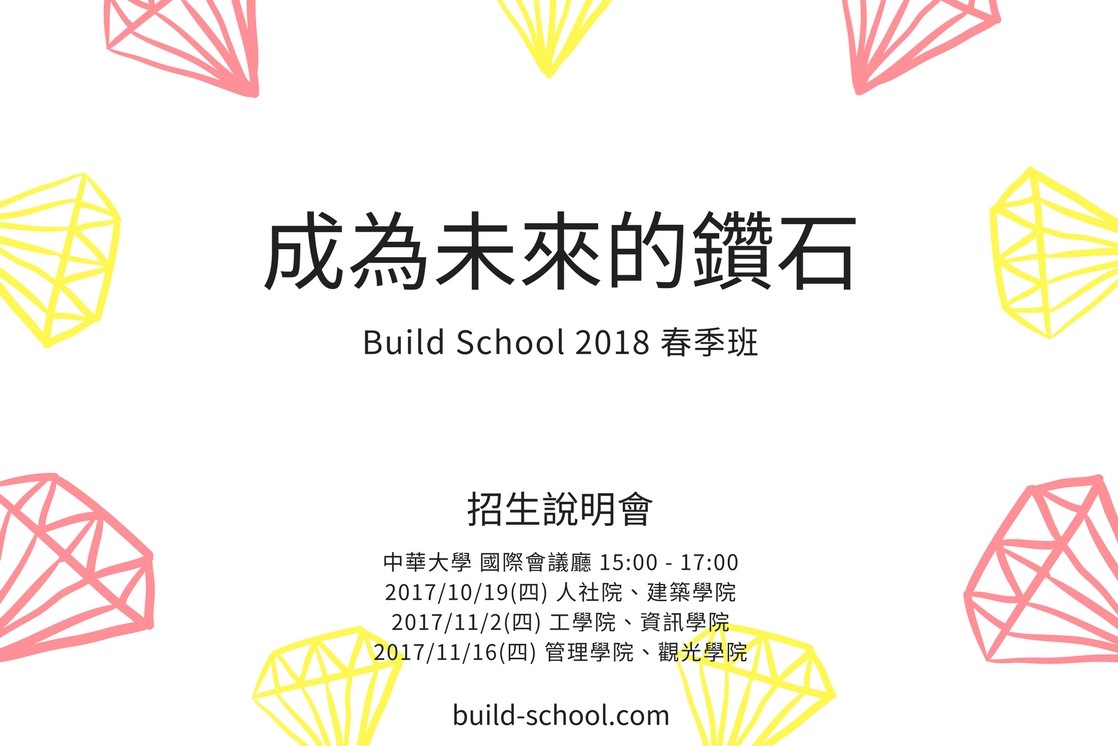 成為未來的鑽石
Build School 2018 春季班
招生說明會
中華大學 國際會議廳 15:00 - 17:00
2017/10/19(四) 人社院、建築學院
2017/11/2(四) 工學院、資訊學院
2017/11/16(四) 管理學院、觀光學院
build-school.com